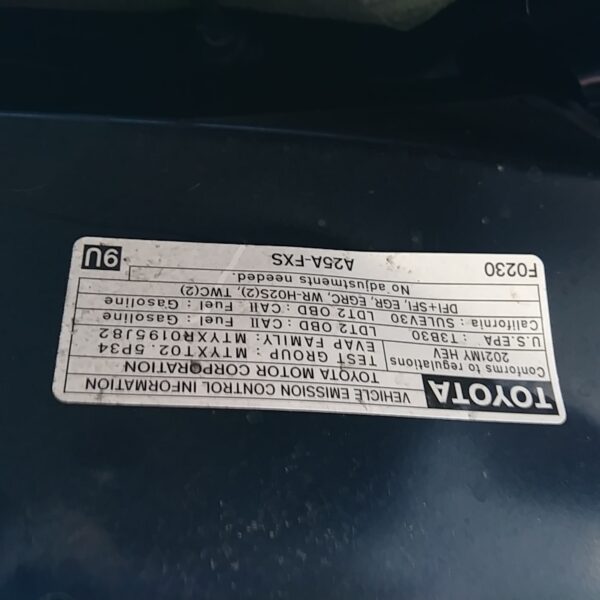 TOYOTA VEHICLE EMISSION CONTROL INFORMATION
TOYOTA MOTOR CORPORATION
Conforms to regulations TEST GROUP : MTYXT02.5P34
2021MY HEV EVAP FAMILY: MTYXR0195J82
U.S.EPA : T3B30 LDT2 OBD : CAII Fuel : Gasoline
California : SULEV30 LDT2 OBD : CAII Fuel : Gasoline
DFI+SFI, EGR, EGRC, WR-HO2S(2), TWC(2)
No adjustments needed.
F0230 A25A-FXS 9U